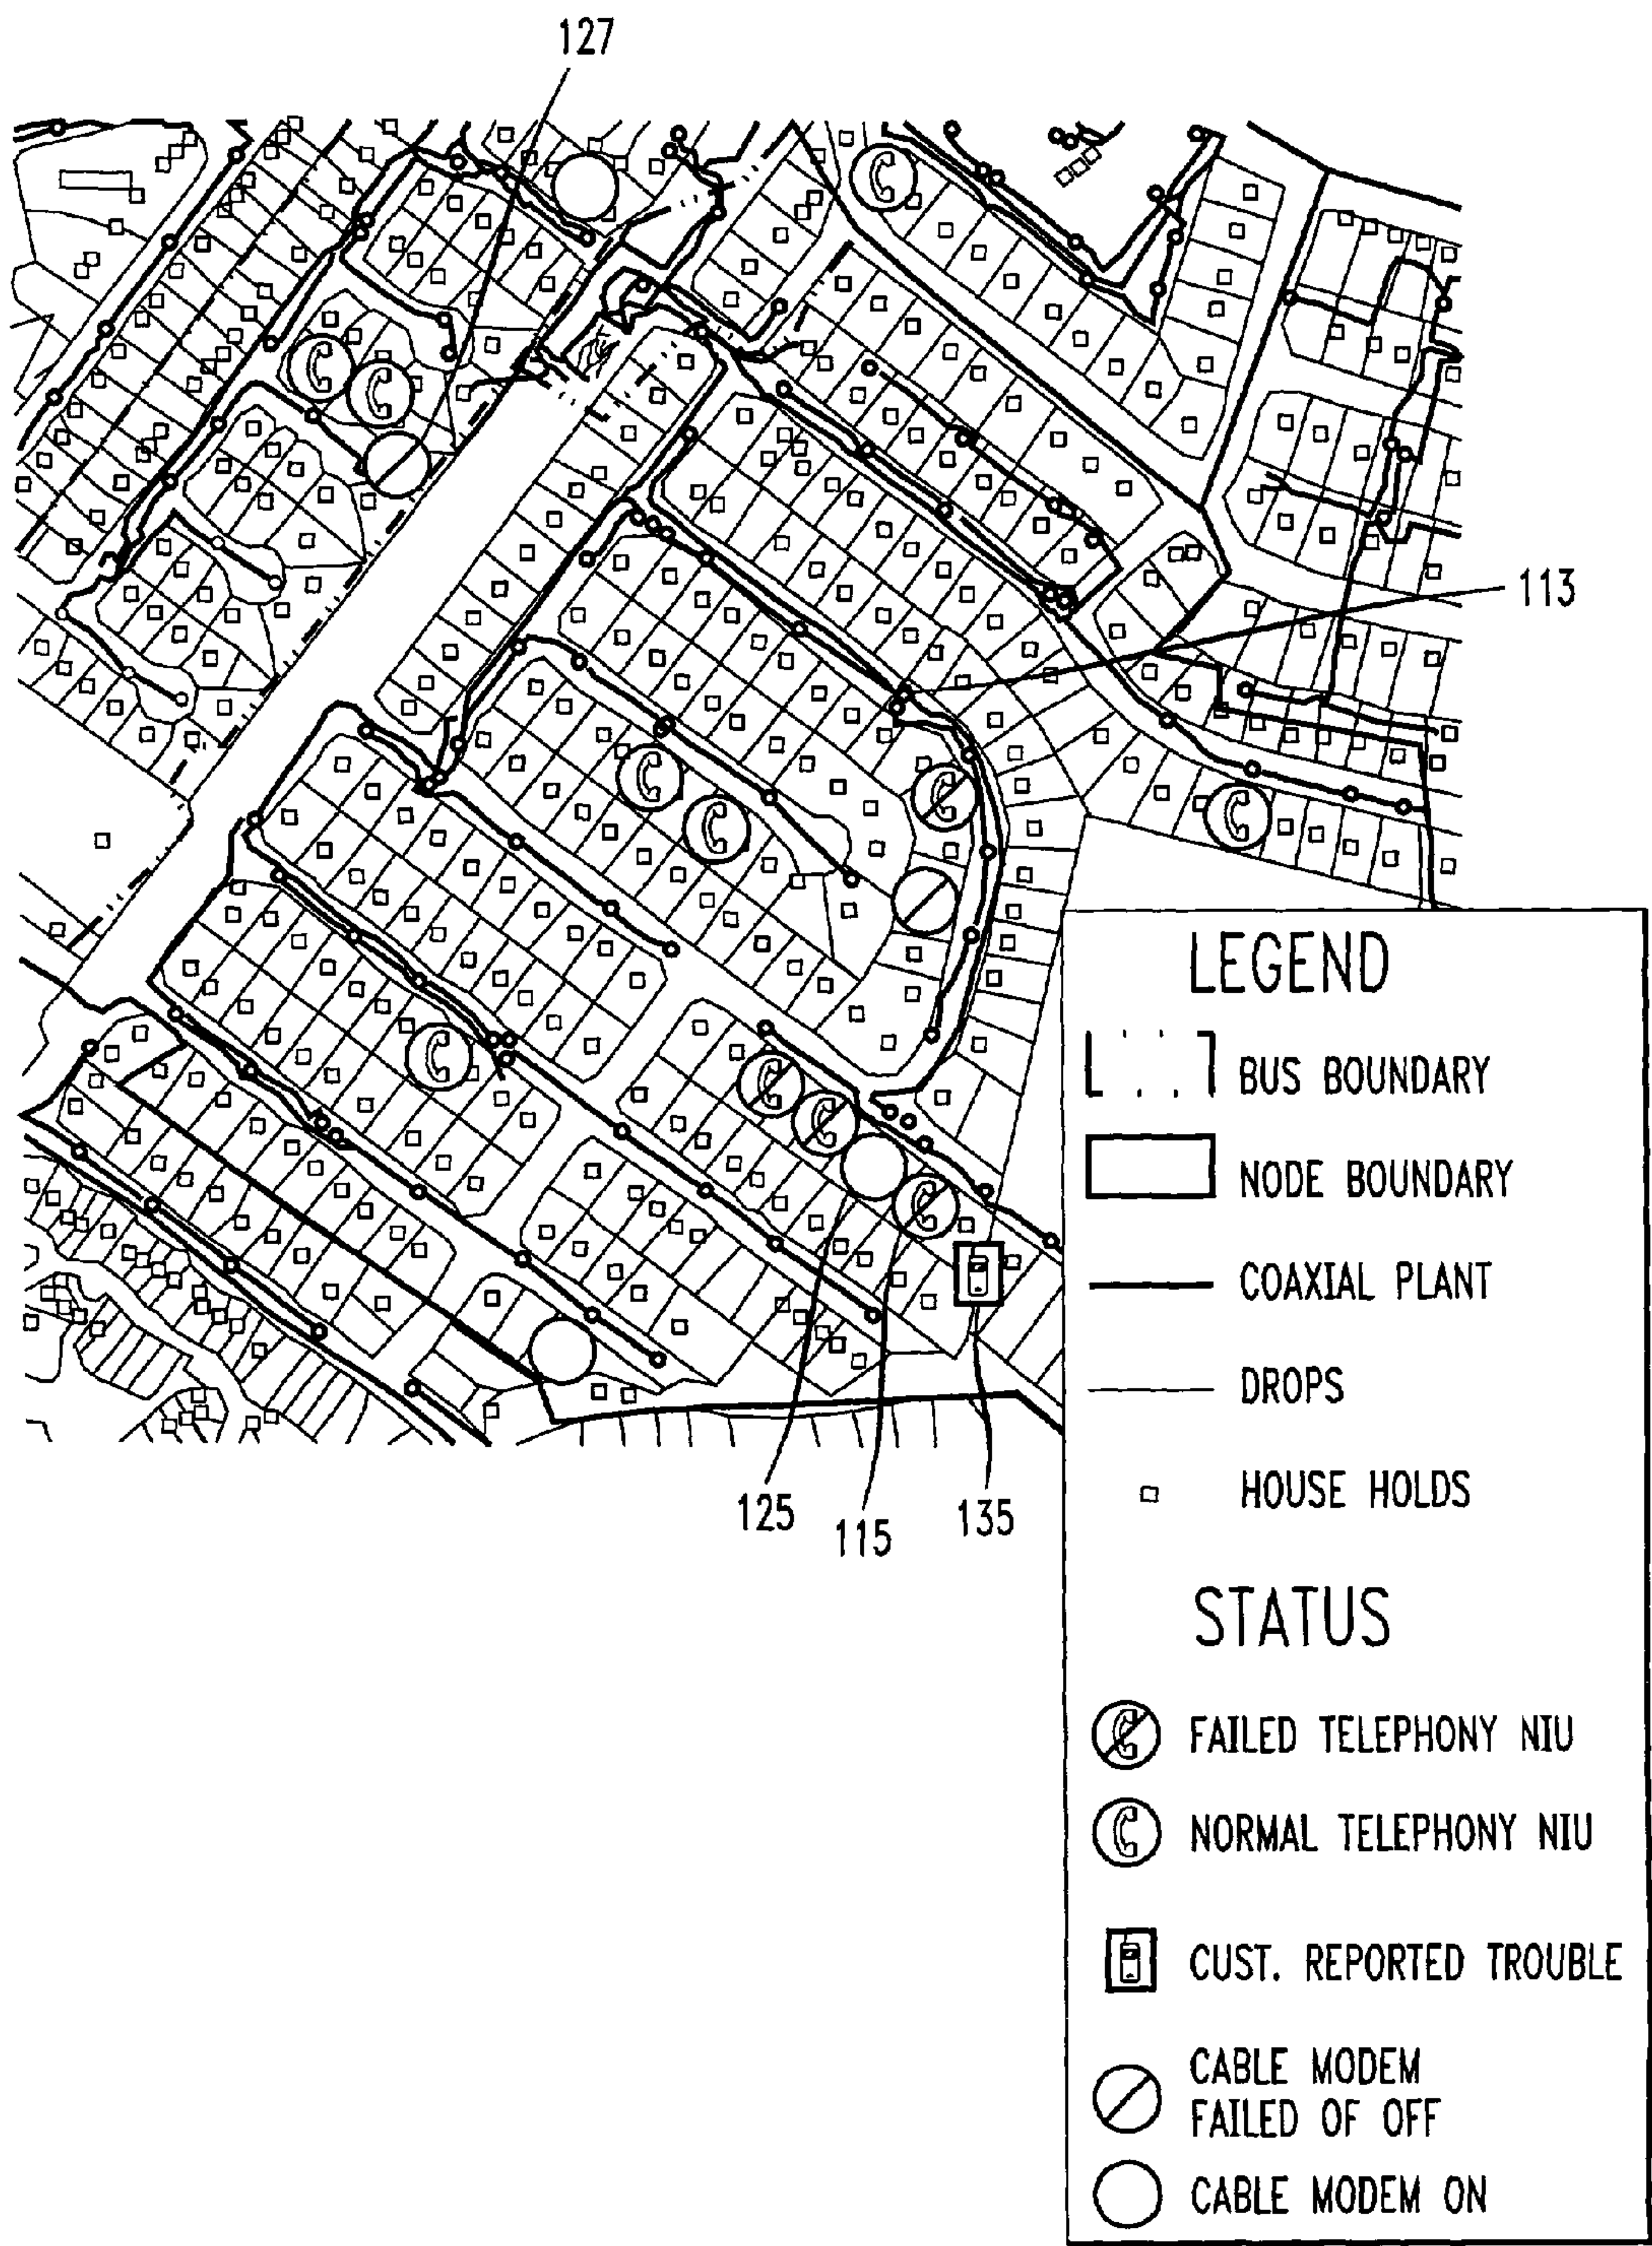 127
113
125
115
135
LEGEND
BUS BOUNDARY
NODE BOUNDARY
COAXIAL PLANT
DROPS
HOUSE HOLDS
STATUS
FAILED TELEPHONY NIU
NORMAL TELEPHONY NIU
CUST. REPORTED TROUBLE
CABLE MODEM
FAILED OF OFF
CABLE MODEM ON